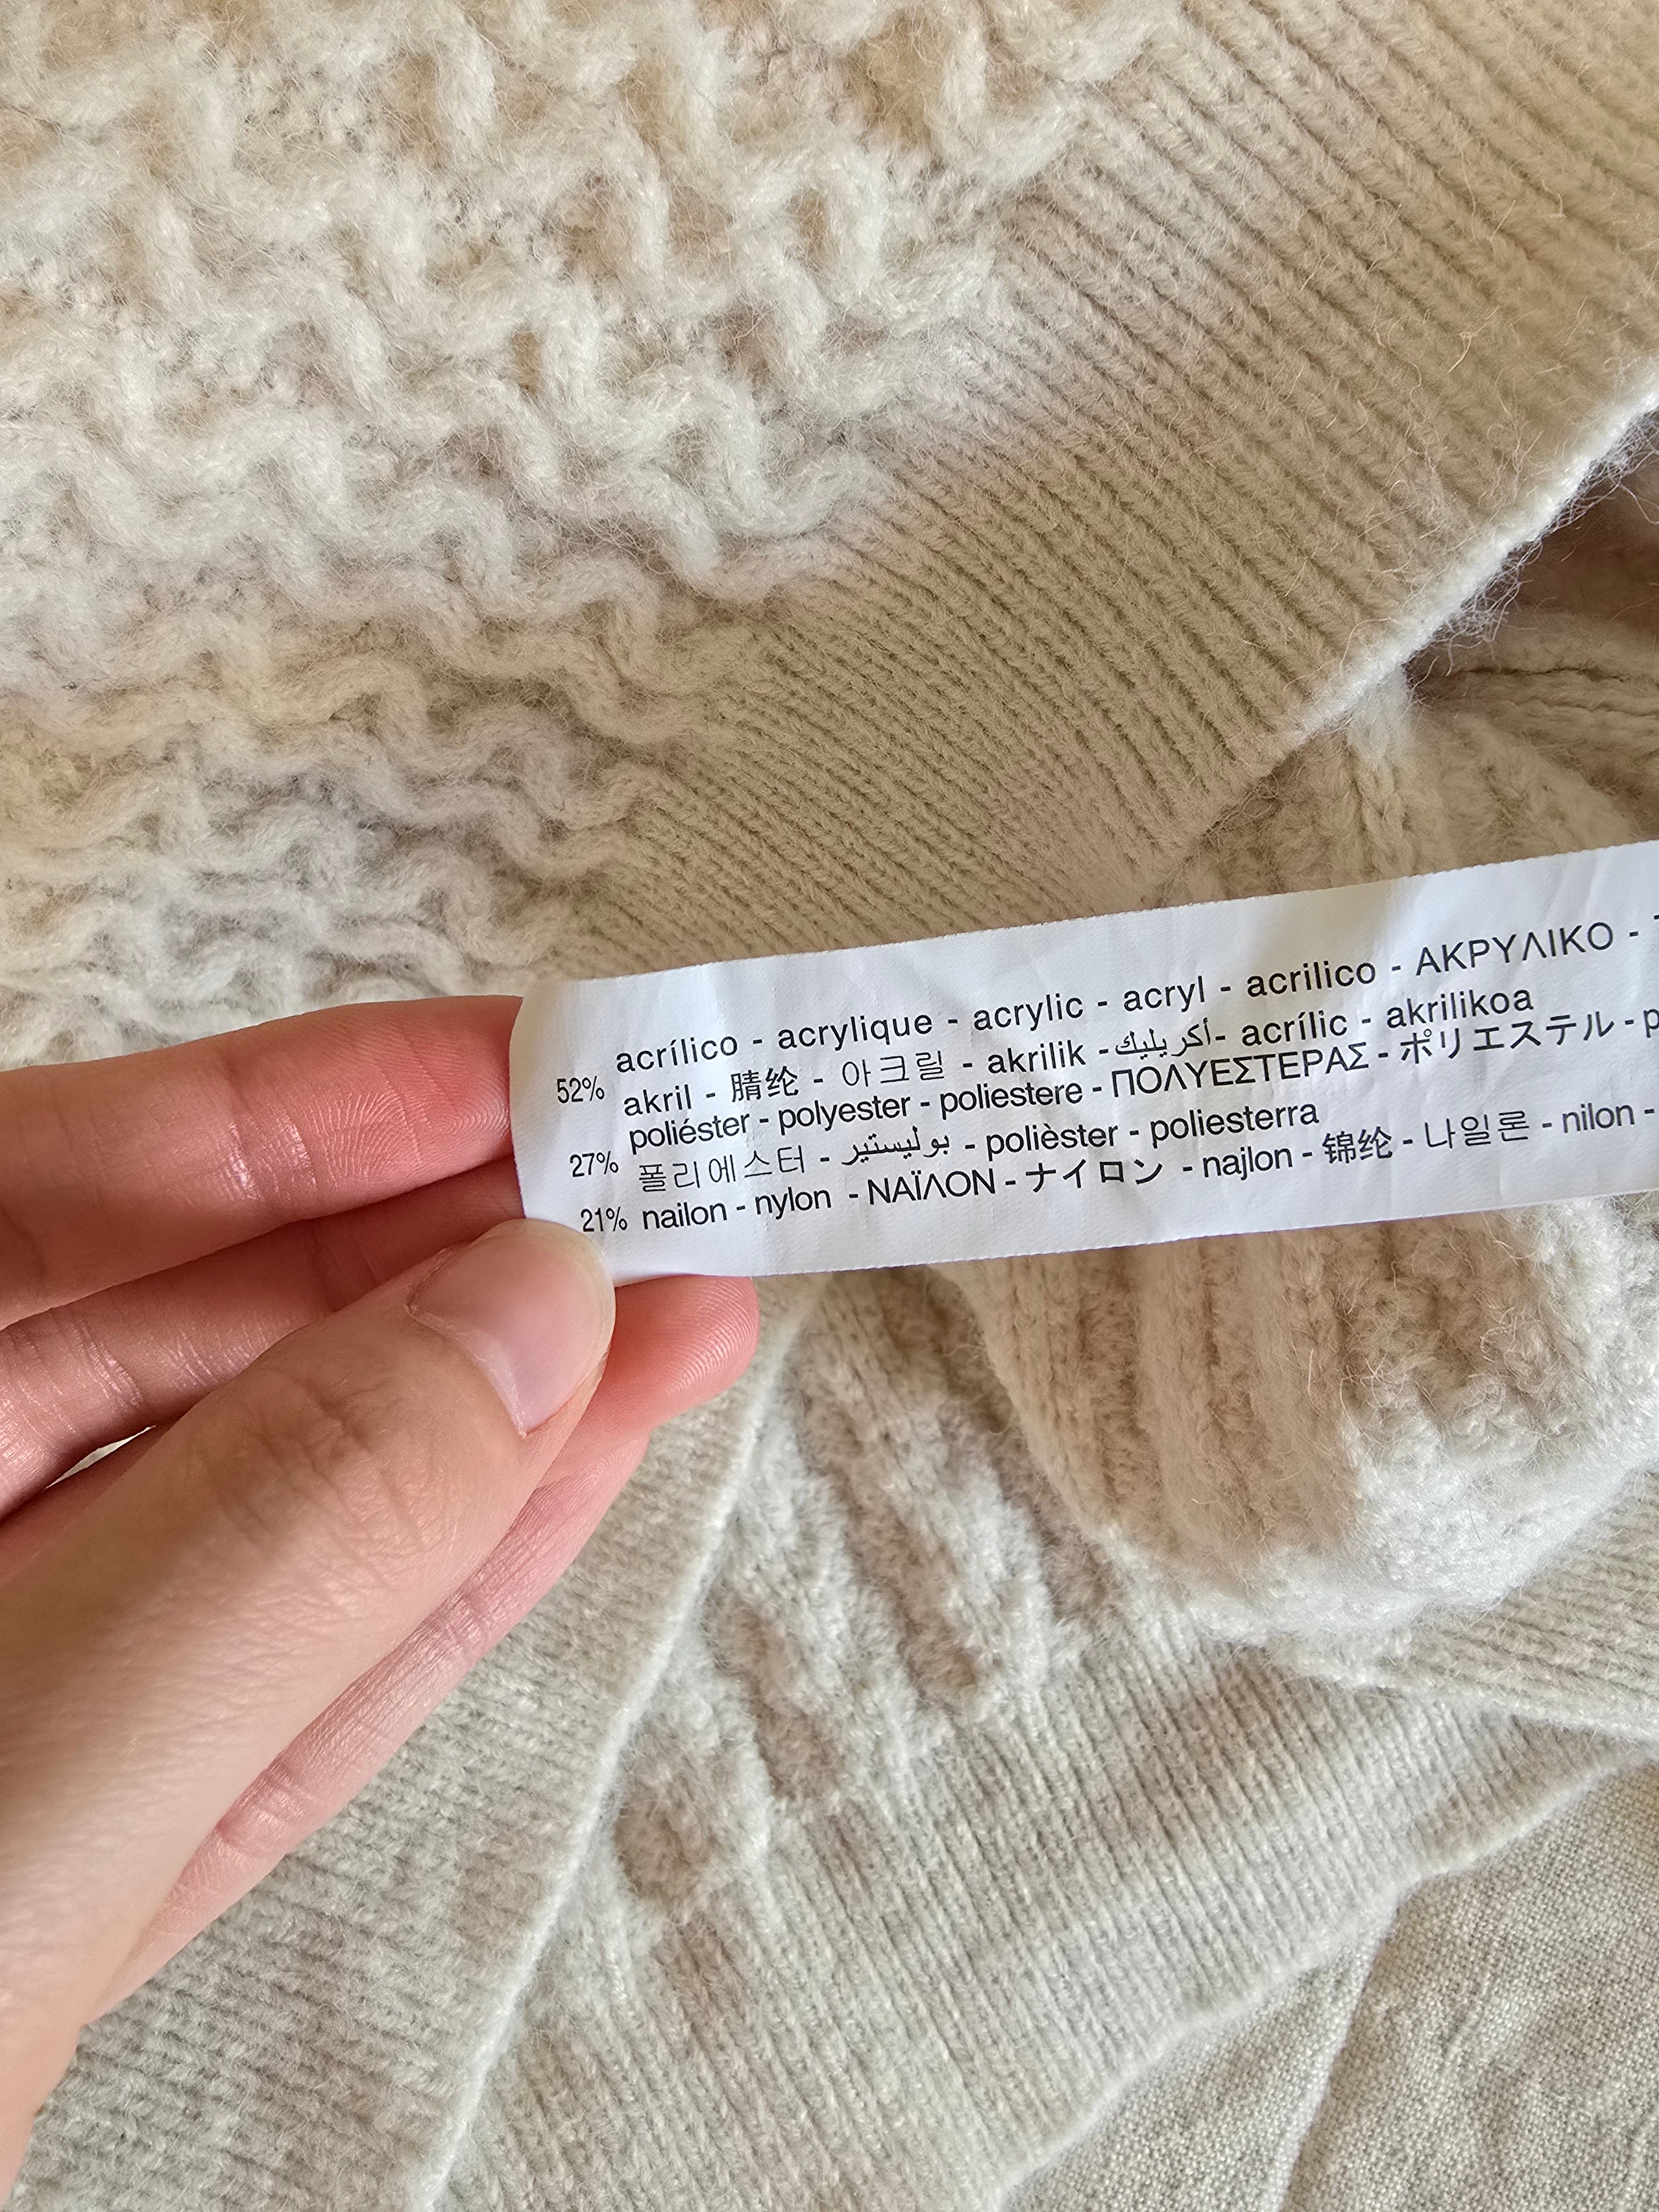 52% acrílico - acrylique - acrylic - acryl - acrilico - ΑΚΡΥΛΙΚΟ -
akril - 腈纶 - 아크릴 - akrilik - أكريليك - acrílic - akrilikoa
27% poliéster - polyester - poliestere - ΠΟΛΥΕΣΤΕΡΑΣ - ポリエステル -
폴리에스터 - بوليستير - polièster - poliesterra
21% nailon - nylon - ΝΑΪΛΟΝ - ナイロン - najlon - 锦纶 - 나일론 - nilon -